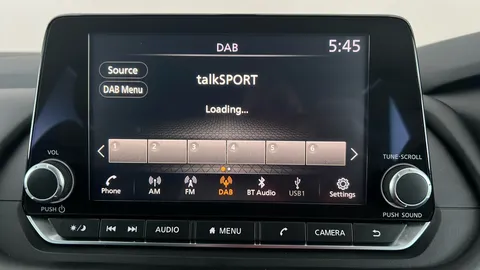 DAB
5:45
Source
talkSPORT
DAB Menu
Loading...
1 2 3 4 5 6
VOL
TUNE·SCROLL
Phone AM FM DAB BT Audio USB1 Settings
PUSH
PUSH SOUND
AUDIO MENU CAMERA